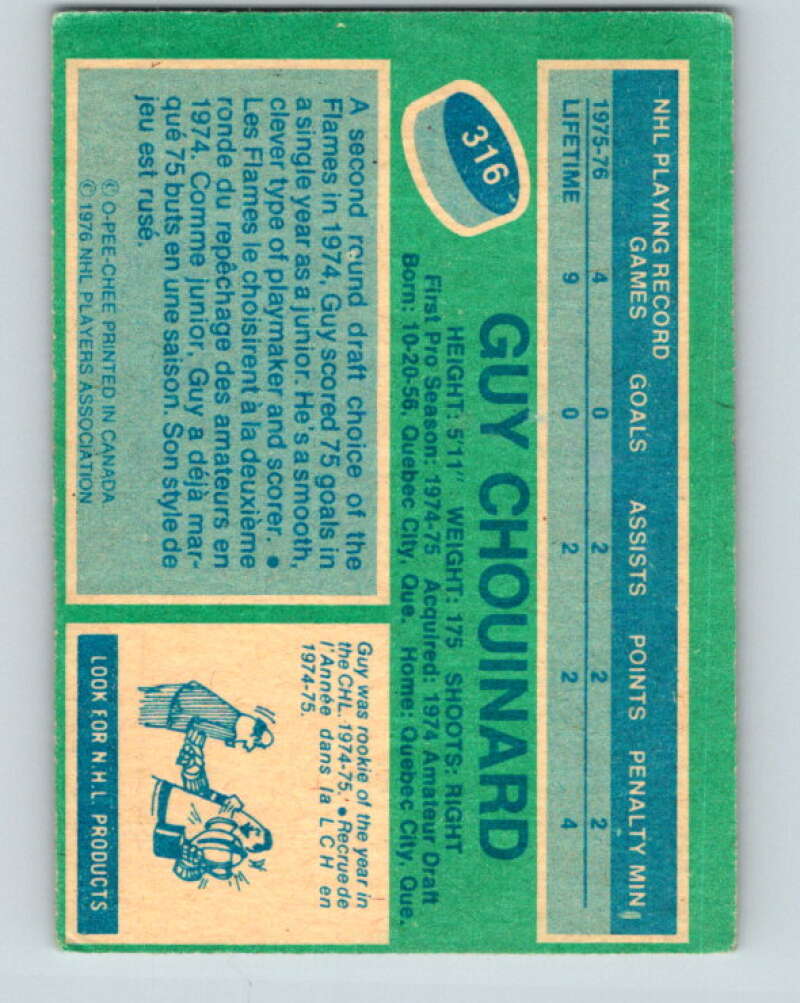 NHL PLAYING RECORD
GAMES GOALS ASSISTS POINTS PENALTY MIN
1975-76 4 0 2 2 2
LIFETIME 9 0 2 2 4
316
GUY CHOUINARD
HEIGHT: 5'11" WEIGHT: 175 SHOOTS: RIGHT
First Pro Season: 1974-75 Acquired: 1974 Amateur Draft
Born: 10-20-56, Quebec City, Que. Home: Quebec City, Que.
A second round draft choice of the
Flames in 1974, Guy scored 75 goals in
a single year as a junior. He's a smooth,
clever type of playmaker and scorer. •
Les Flames le choisirent à la deuxième
ronde du repêchage des amateurs en
1974. Comme junior, Guy a déjà mar-
qué 75 buts en une saison. Son style de
jeu est rusé.
© O-PEE-CHEE PRINTED IN CANADA
© 1976 NHL PLAYERS ASSOCIATION
Guy was rookie of the year in
the CHL. 1974-75. • Recrue de
l'Année dans la LCH en
1974-75.
LOOK FOR N.H.L. PRODUCTS